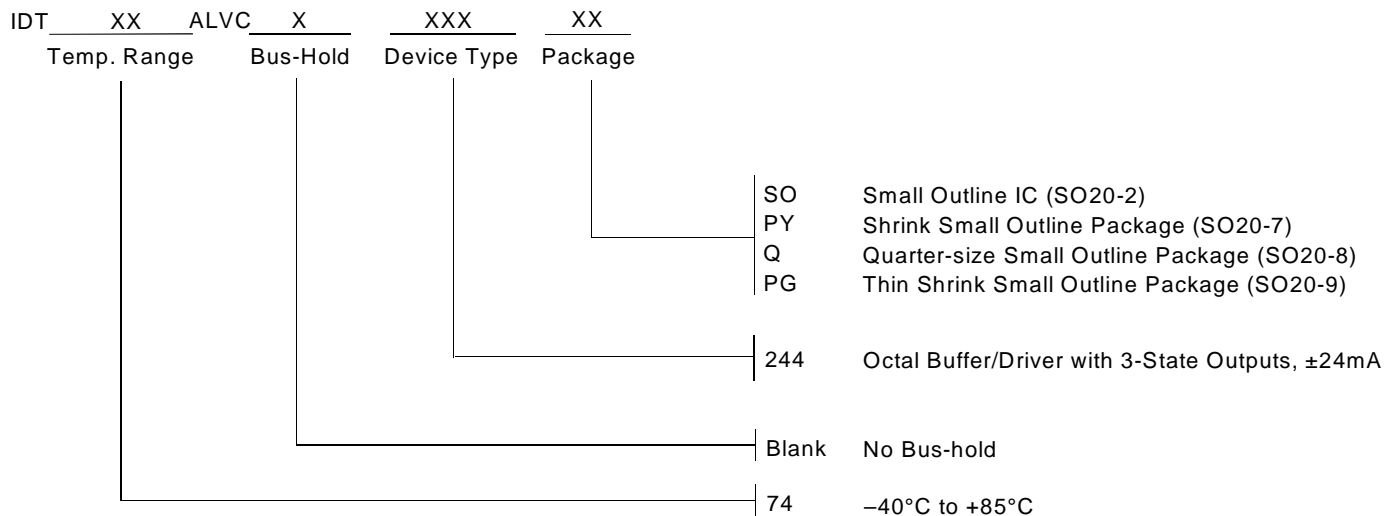 IDT XX ALVC X XXX XX
Temp. Range Bus-Hold Device Type Package
SO Small Outline IC (SO20-2)
PY Shrink Small Outline Package (SO20-7)
Q Quarter-size Small Outline Package (SO20-8)
PG Thin Shrink Small Outline Package (SO20-9)
244 Octal Buffer/Driver with 3-State Outputs, ±24mA
Blank No Bus-hold
74 –40°C to +85°C